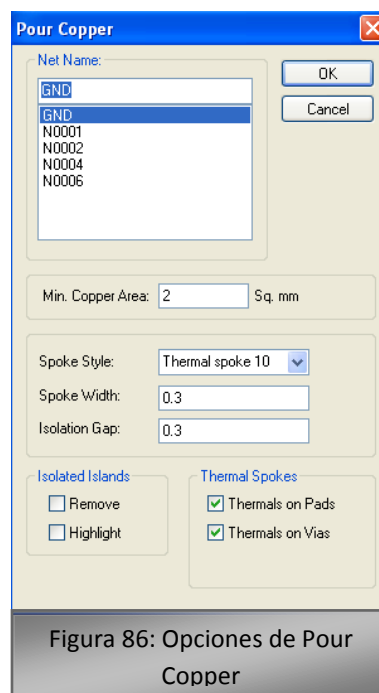 Pour Copper
Net Name:
GND
OK
Cancel
GND
N0001
N0002
N0004
N0006
Min. Copper Area: 2 Sq. mm
Spoke Style: Thermal spoke 10
Spoke Width: 0.3
Isolation Gap: 0.3
Isolated Islands
Remove
Highlight
Thermal Spokes
Thermals on Pads
Thermals on Vias
Figura 86: Opciones de Pour
Copper